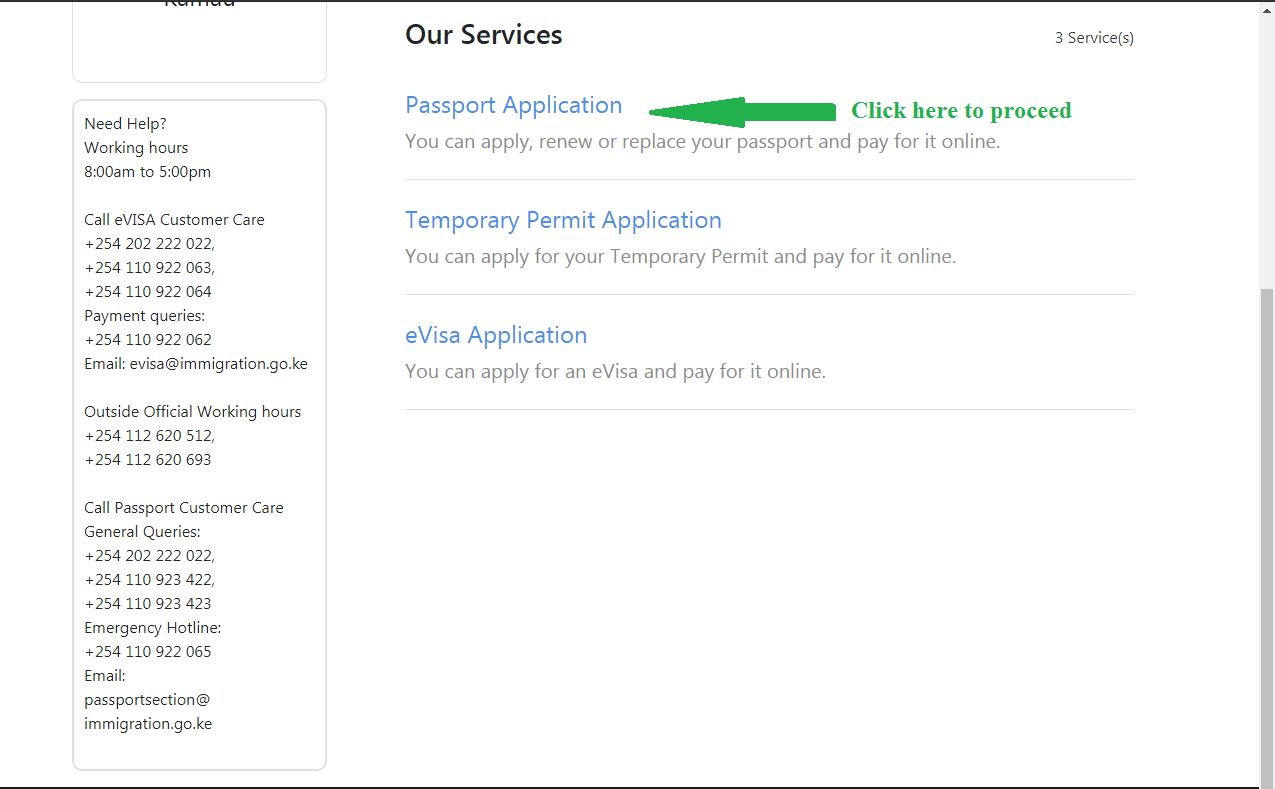 Our Services
3 Service(s)
Passport Application
Click here to proceed
You can apply, renew or replace your passport and pay for it online.
Temporary Permit Application
You can apply for your Temporary Permit and pay for it online.
eVisa Application
You can apply for an eVisa and pay for it online.
Need Help?
Working hours
8:00am to 5:00pm
Call eVISA Customer Care
+254 202 222 022,
+254 110 922 063,
+254 110 922 064
Payment queries:
+254 110 922 062
Email: evisa@immigration.go.ke
Outside Official Working hours
+254 112 620 512,
+254 112 620 693
Call Passport Customer Care
General Queries:
+254 202 222 022,
+254 110 923 422,
+254 110 923 423
Emergency Hotline:
+254 110 922 065
Email:
passportsection@
immigration.go.ke